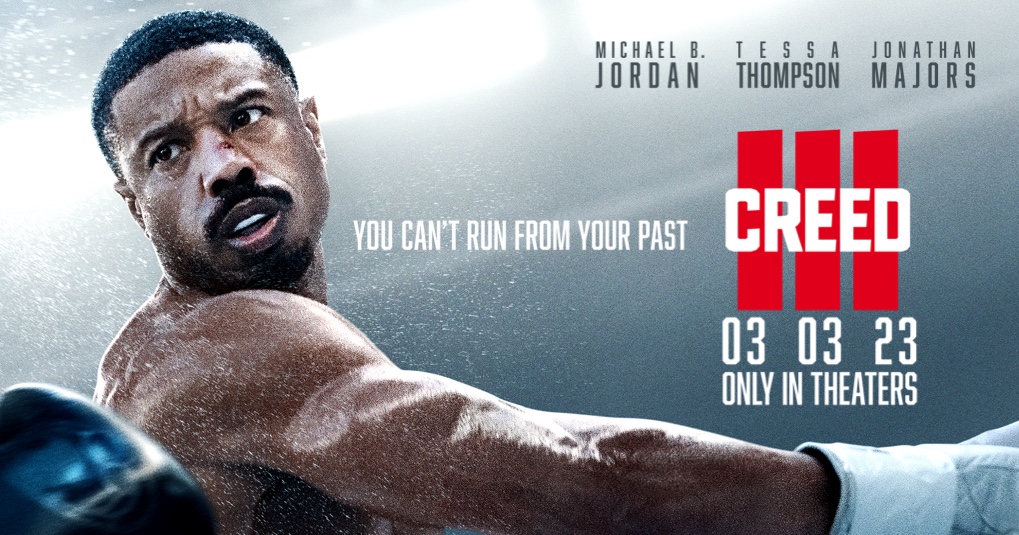 MICHAEL B. TESSA JONATHAN
JORDAN THOMPSON MAJORS
III
CREED
YOU CAN'T RUN FROM YOUR PAST
03 03 23
ONLY IN THEATERS